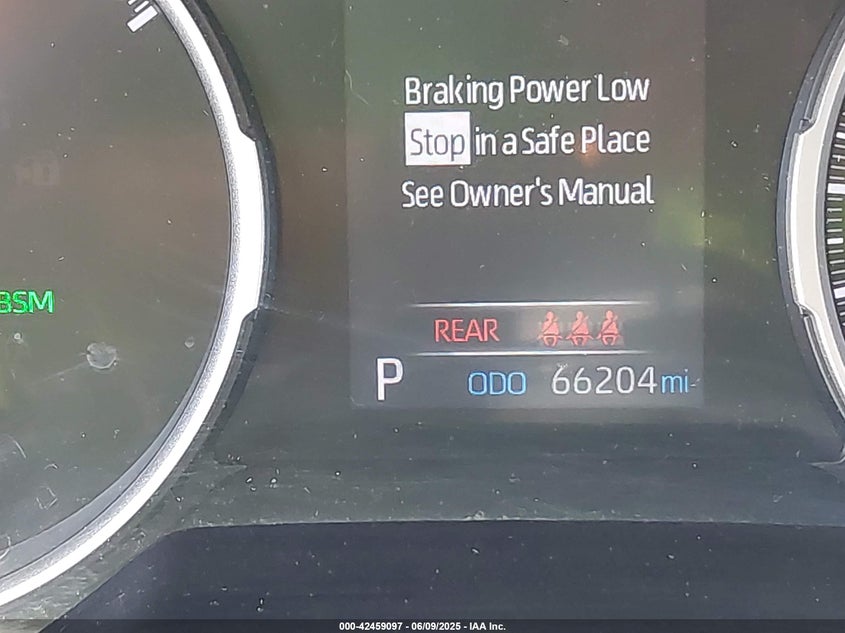 Braking Power Low
Stop in a Safe Place
See Owner's Manual
BSM
REAR
P ODO 66204 mi
000-42459097 - 06/09/2025 - IAA Inc.